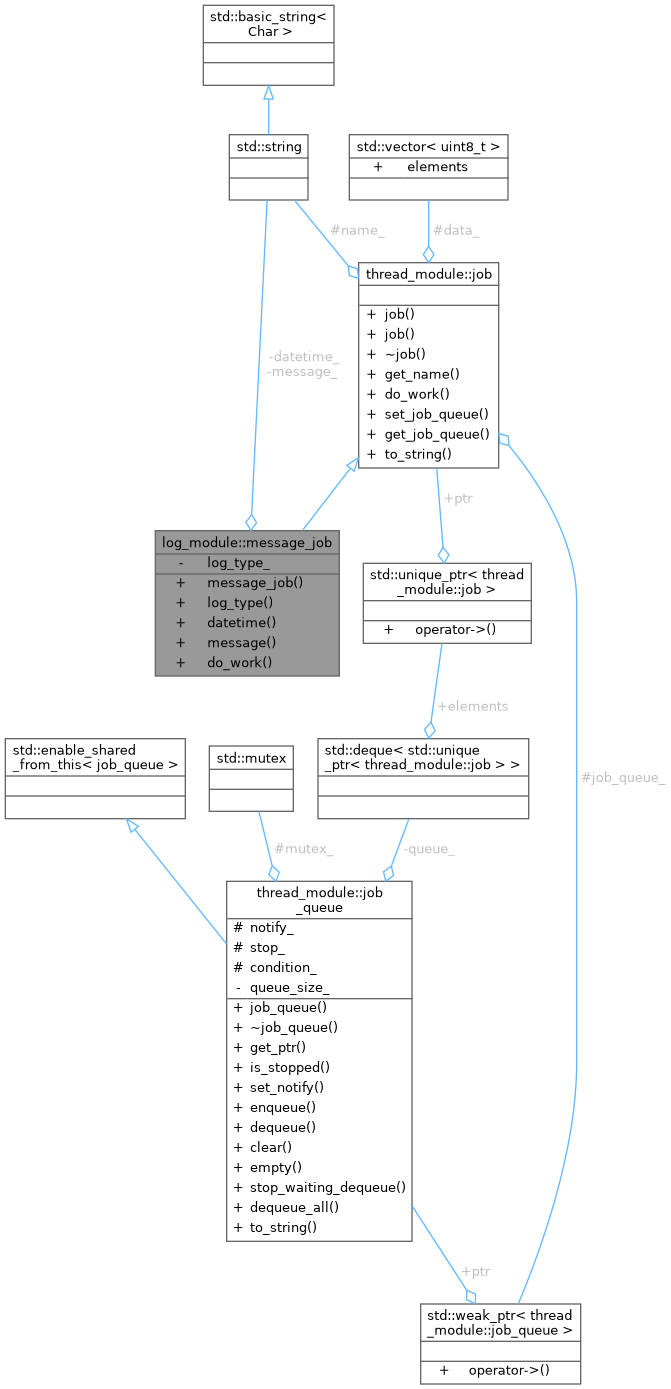 std::basic_string<
Char >
std::string
std::vector< uint8_t >
+ elements
#name_
#data_
thread_module::job
+ job()
+ job()
+ ~job()
+ get_name()
+ do_work()
+ set_job_queue()
+ get_job_queue()
+ to_string()
-datetime_
-message_
+ptr
log_module::message_job
- log_type_
+ message_job()
+ log_type()
+ datetime()
+ message()
+ do_work()
std::unique_ptr< thread
_module::job >
+ operator->()
+elements
std::enable_shared
_from_this< job_queue >
std::mutex
std::deque< std::unique
_ptr< thread_module::job > >
#job_queue_
#mutex_
-queue_
thread_module::job
_queue
# notify_
# stop_
# condition_
- queue_size_
+ job_queue()
+ ~job_queue()
+ get_ptr()
+ is_stopped()
+ set_notify()
+ enqueue()
+ dequeue()
+ clear()
+ empty()
+ stop_waiting_dequeue()
+ dequeue_all()
+ to_string()
+ptr
std::weak_ptr< thread
_module::job_queue >
+ operator->()